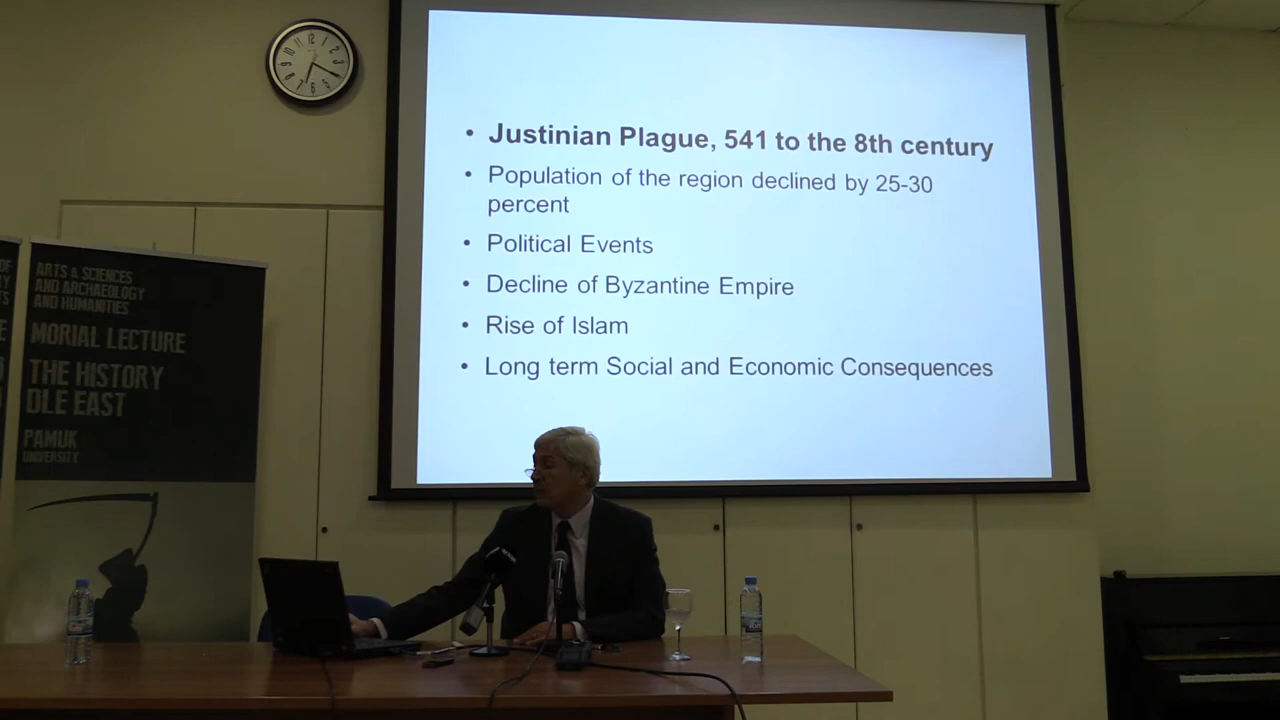 • Justinian Plague, 541 to the 8th century
• Population of the region declined by 25-30
percent
• Political Events
• Decline of Byzantine Empire
• Rise of Islam
• Long term Social and Economic Consequences
ARTS & SCIENCES
AND ARCHAEOLOGY
AND HUMANITIES
MORIAL LECTURE
THE HISTORY
DLE EAST
PAMUK
UNIVERSITY